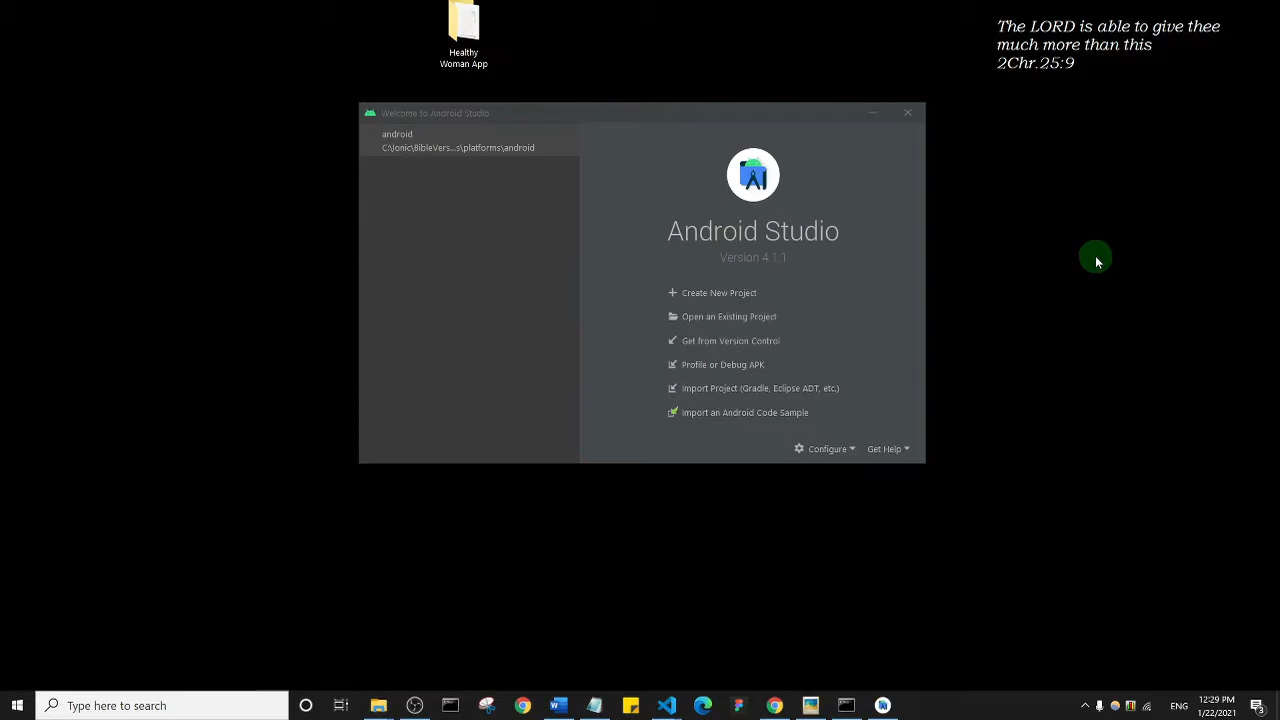 Healthy
Woman App
The LORD is able to give thee
much more than this
2Chr.25:9
Welcome to Android Studio
android
C:\Ionic\BibleVers...s\platforms\android
Android Studio
Version 4.1.1
Create New Project
Open an Existing Project
Get from Version Control
Profile or Debug APK
Import Project (Gradle, Eclipse ADT, etc.)
Import an Android Code Sample
Configure
Get Help
Type here to search
ENG
12:29 PM
1/22/2021
2